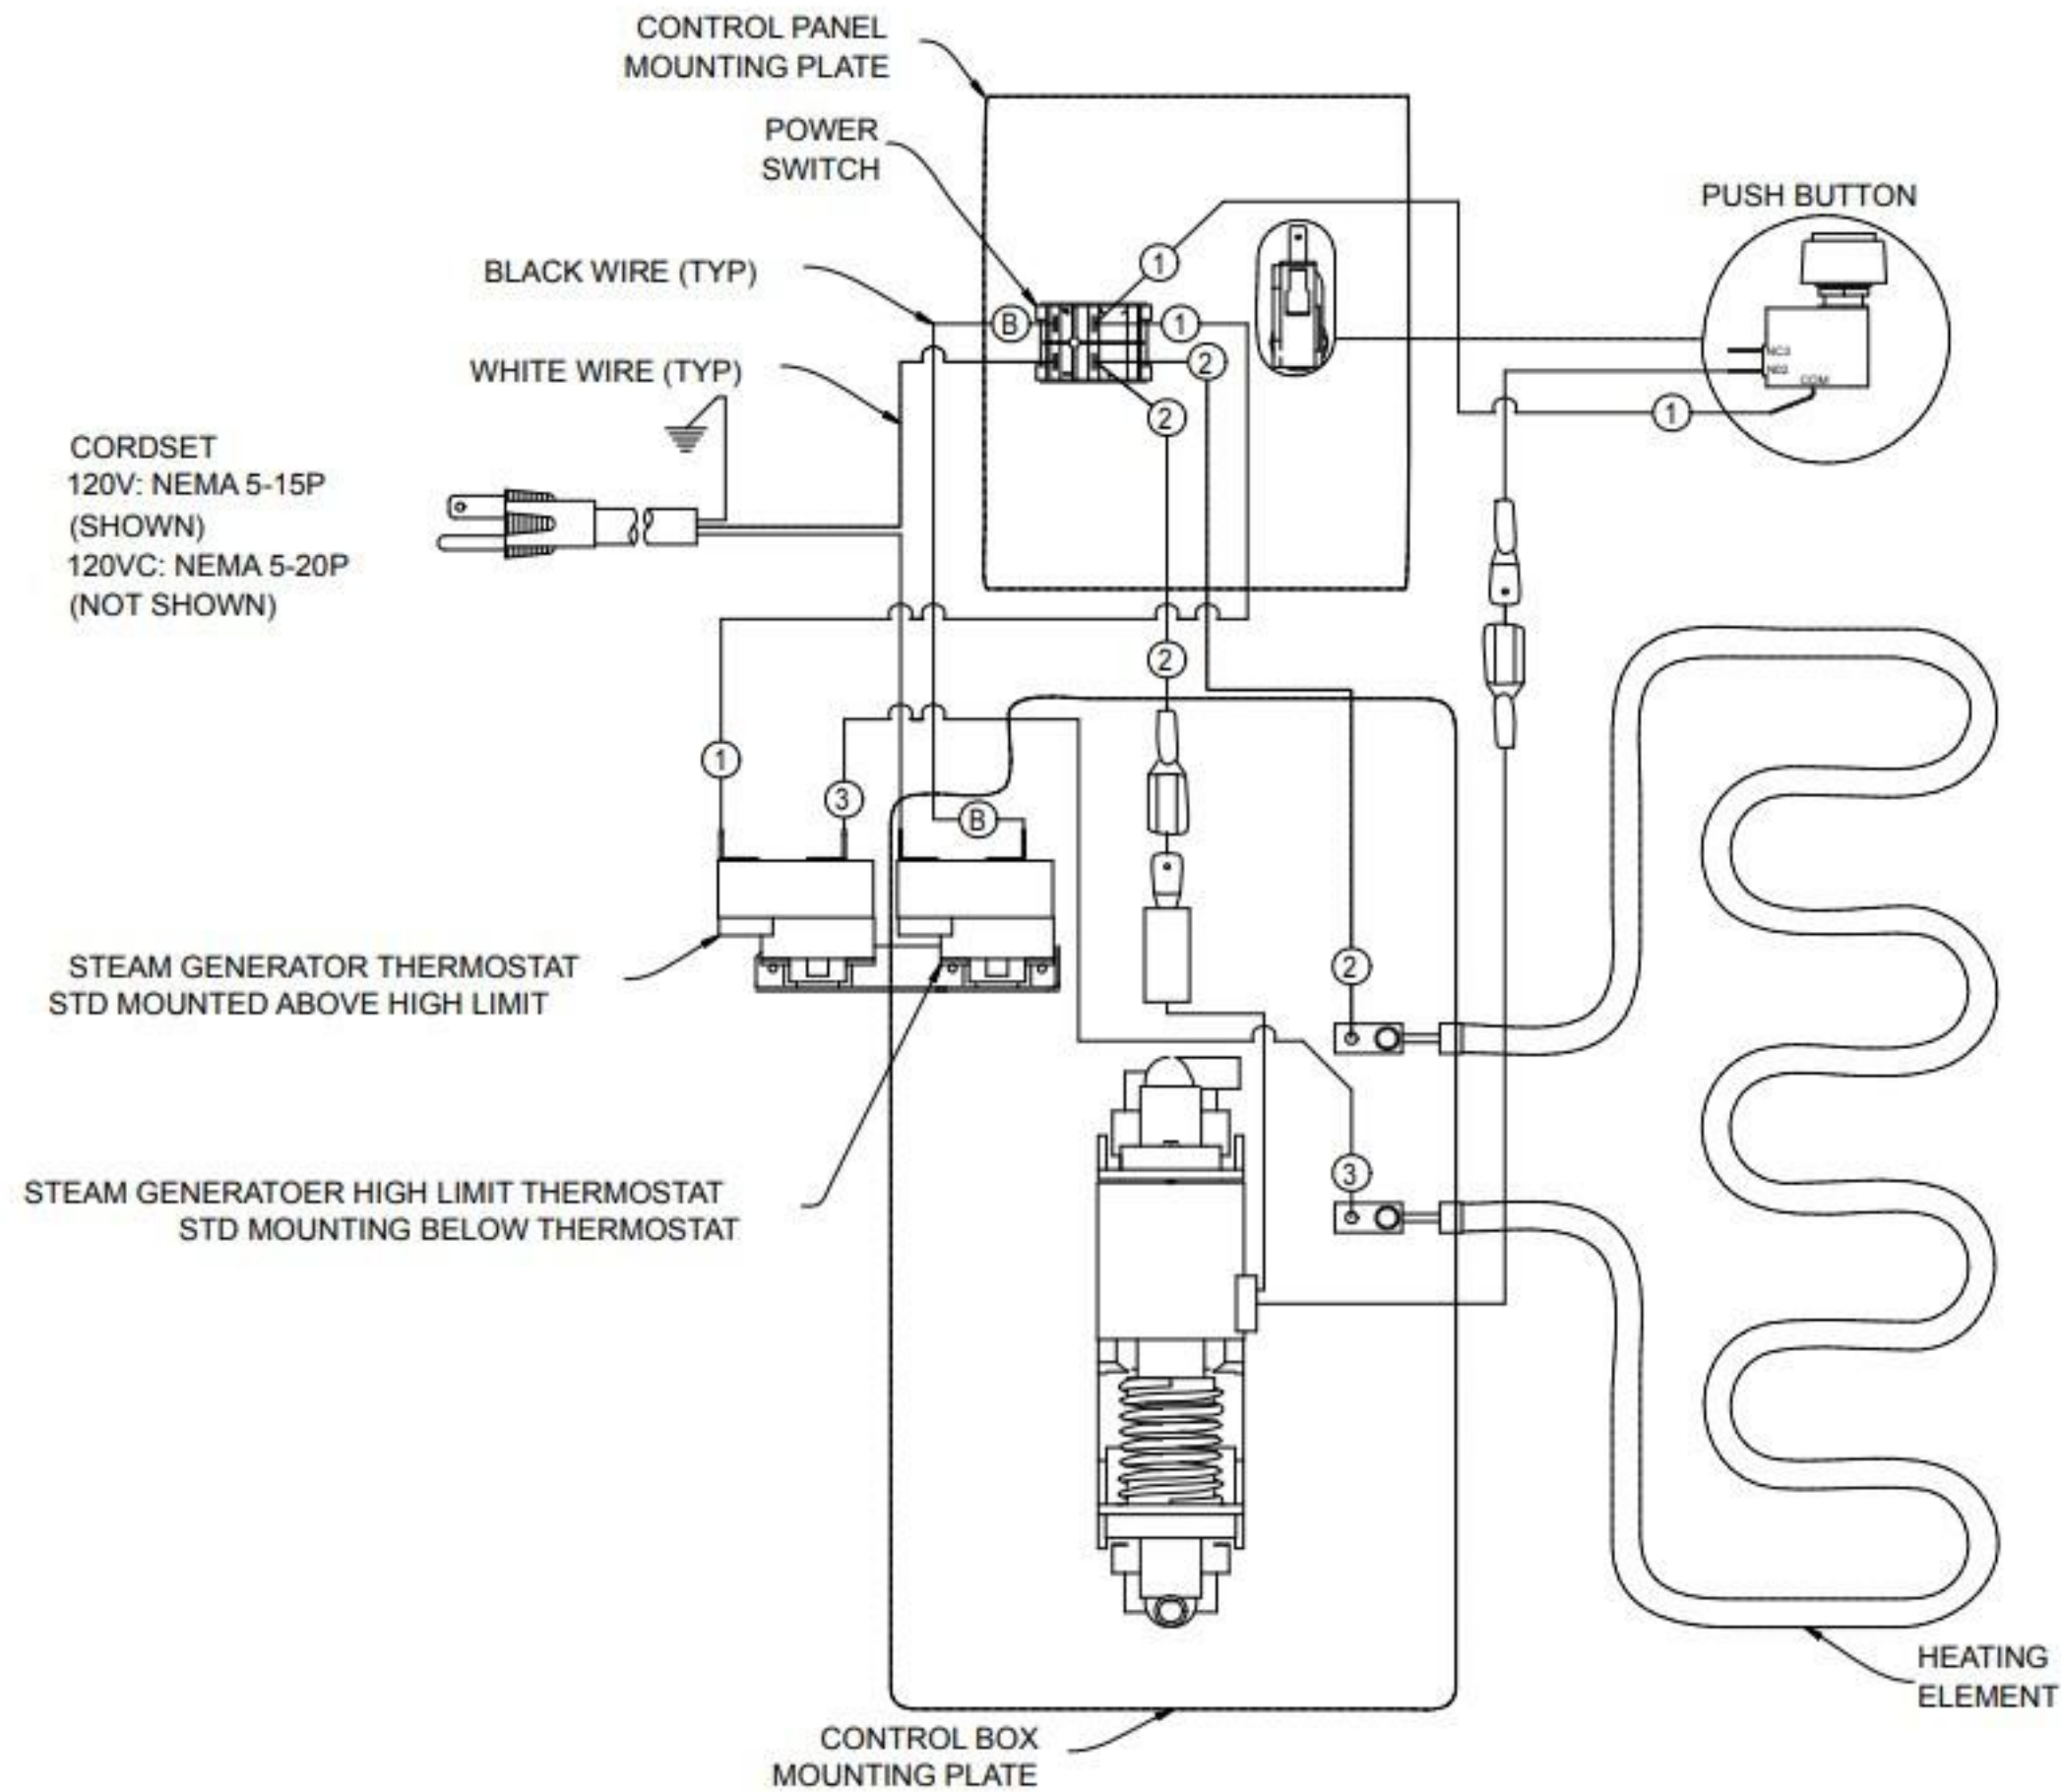 CONTROL PANEL
MOUNTING PLATE
POWER
SWITCH
PUSH BUTTON
1
BLACK WIRE (TYP)
B
1
2
NC3
WHITE WIRE (TYP)
N02
COM
2
1
CORDSET
120V: NEMA 5-15P
(SHOWN)
120VC: NEMA 5-20P
(NOT SHOWN)
2
1
3
B
STEAM GENERATOR THERMOSTAT
STD MOUNTED ABOVE HIGH LIMIT
2
3
STEAM GENERATOER HIGH LIMIT THERMOSTAT
STD MOUNTING BELOW THERMOSTAT
HEATING
ELEMENT
CONTROL BOX
MOUNTING PLATE